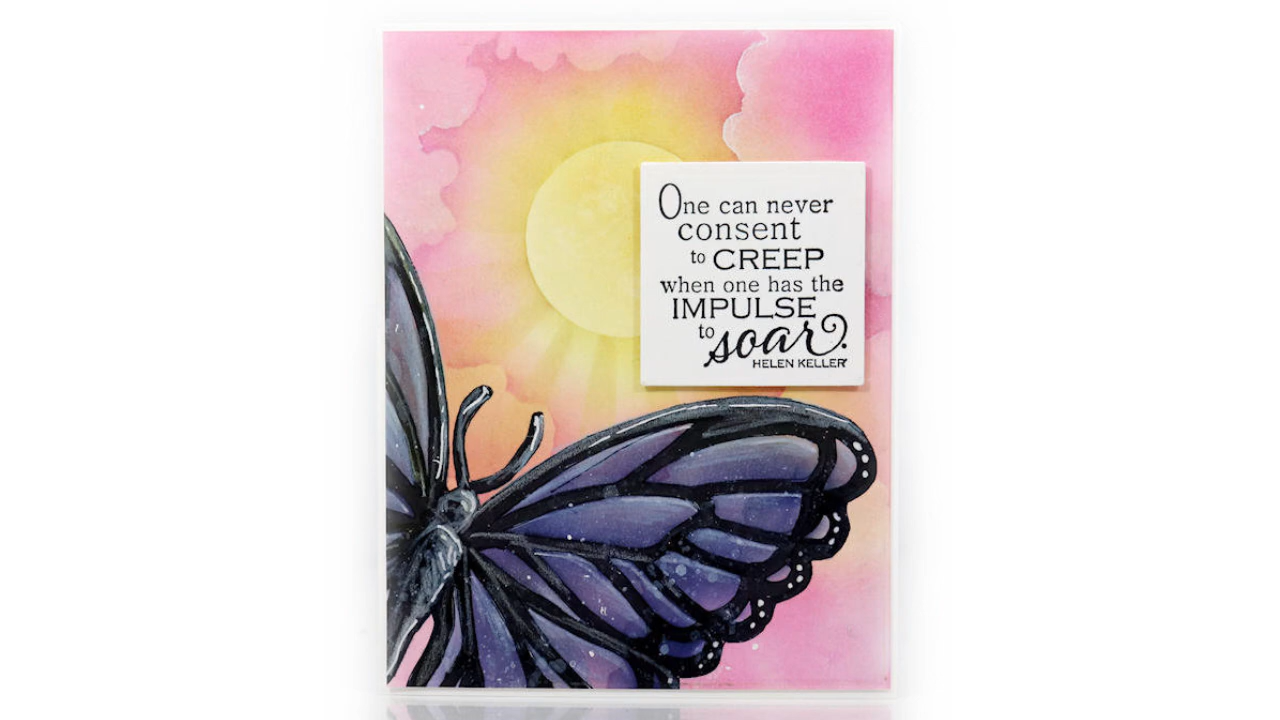 One can never
consent
to CREEP
when one has the
IMPULSE
to soar.
HELEN KELLER